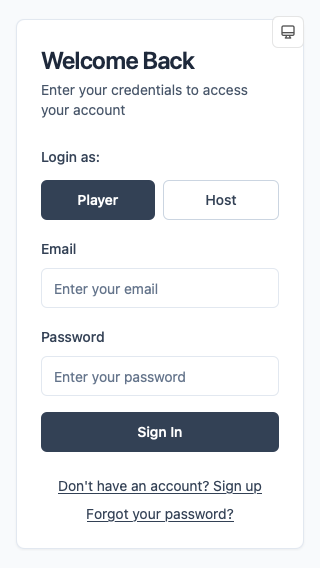 Welcome Back
Enter your credentials to access
your account
Login as:
Player
Host
Email
Enter your email
Password
Enter your password
Sign In
Don't have an account? Sign up
Forgot your password?